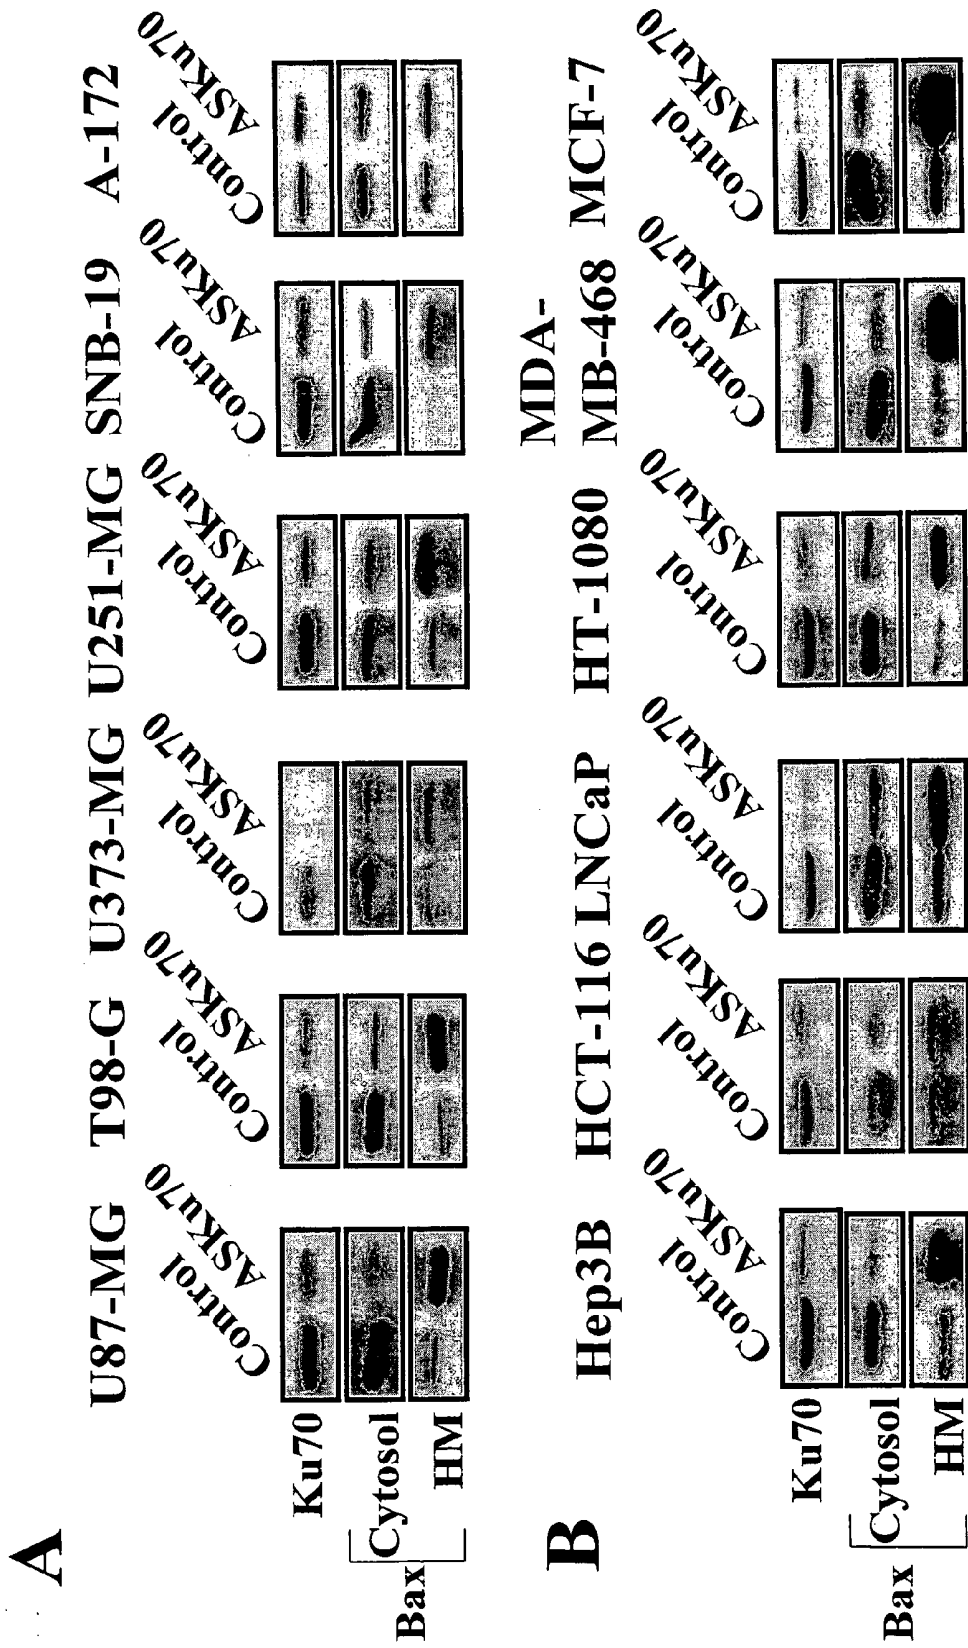 A
U87-MG T98-G U373-MG U251-MG SNB-19 A-172
Control ASKu70 Control ASKu70 Control ASKu70 Control ASKu70 Control ASKu70 Control ASKu70
Ku70
Bax
Cytosol
HM
B
MDA-
Hep3B HCT-116 LNCaP HT-1080 MB-468 MCF-7
Control ASKu70 Control ASKu70 Control ASKu70 Control ASKu70 Control ASKu70 Control ASKu70
Ku70
Bax
Cytosol
HM